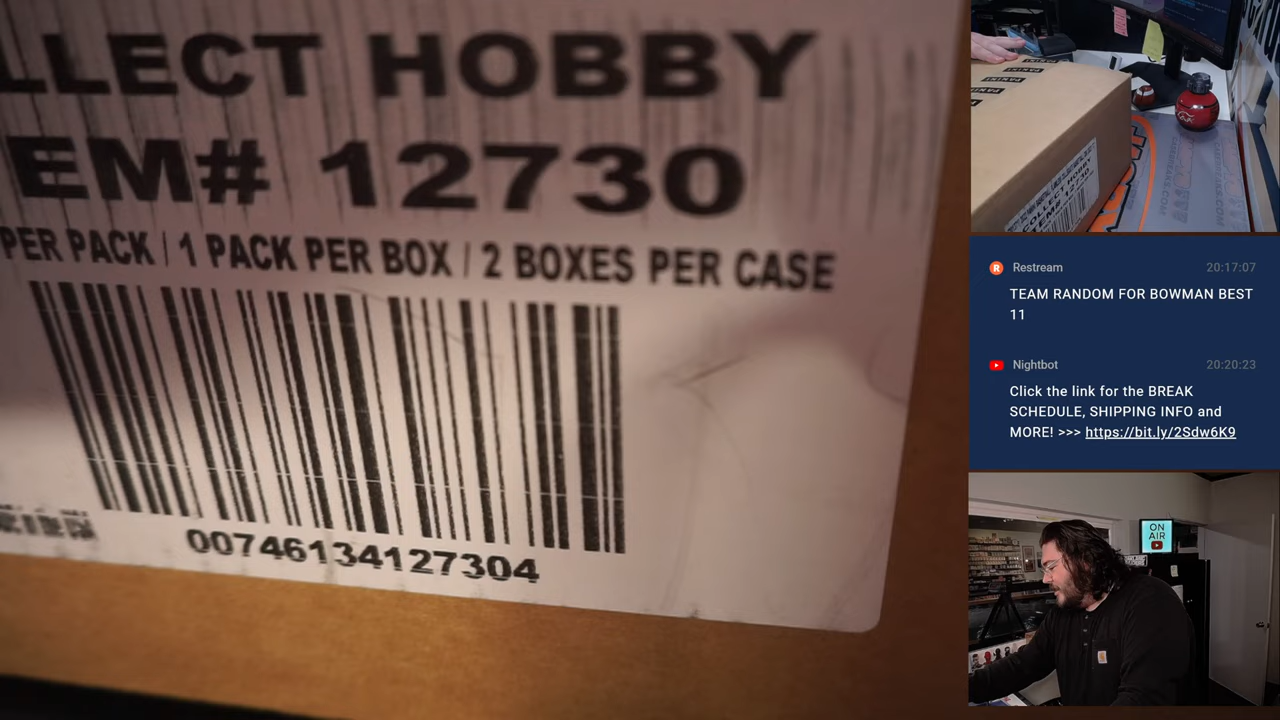 LLECT HOBBY
EM# 12730
PER PACK / 1 PACK PER BOX / 2 BOXES PER CASE
00746134127304
PANINI
Restream 20:17:07
TEAM RANDOM FOR BOWMAN BEST
11
Nightbot 20:20:23
Click the link for the BREAK
SCHEDULE, SHIPPING INFO and
MORE! >>> https://bit.ly/2Sdw6K9
ON
AIR